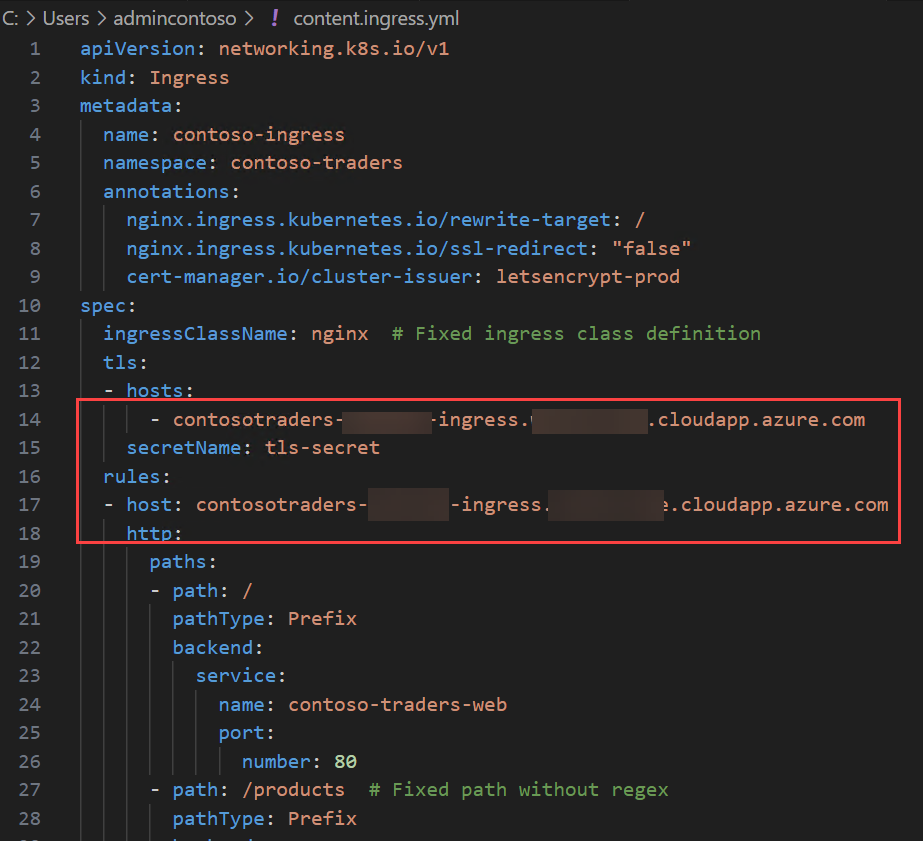 C: > Users > admincontoso > ! content.ingress.yml
1 apiVersion: networking.k8s.io/v1
2 kind: Ingress
3 metadata:
4   name: contoso-ingress
5   namespace: contoso-traders
6   annotations:
7     nginx.ingress.kubernetes.io/rewrite-target: /
8     nginx.ingress.kubernetes.io/ssl-redirect: "false"
9     cert-manager.io/cluster-issuer: letsencrypt-prod
10 spec:
11   ingressClassName: nginx  # Fixed ingress class definition
12   tls:
13   - hosts:
14       - contosotraders- -ingress. .cloudapp.azure.com
15     secretName: tls-secret
16   rules:
17   - host: contosotraders- -ingress. e.cloudapp.azure.com
18     http:
19       paths:
20       - path: /
21         pathType: Prefix
22         backend:
23           service:
24             name: contoso-traders-web
25             port:
26               number: 80
27       - path: /products  # Fixed path without regex
28         pathType: Prefix